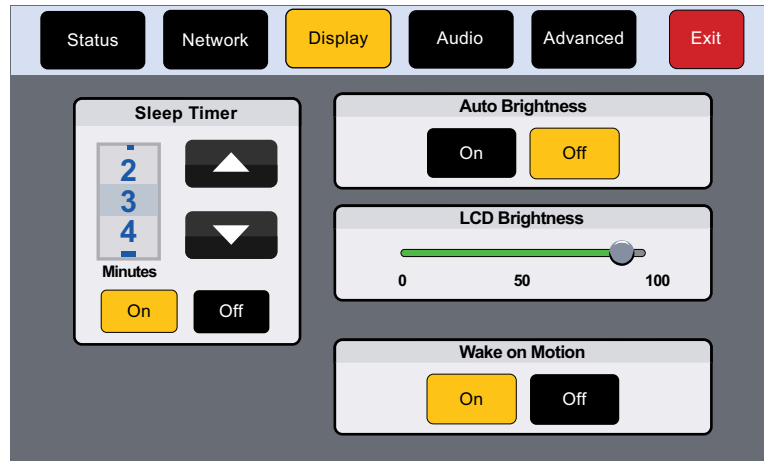 Status Network Display Audio Advanced Exit
Sleep Timer
2
3
4
Minutes
On Off
Auto Brightness
On Off
LCD Brightness
0 50 100
Wake on Motion
On Off